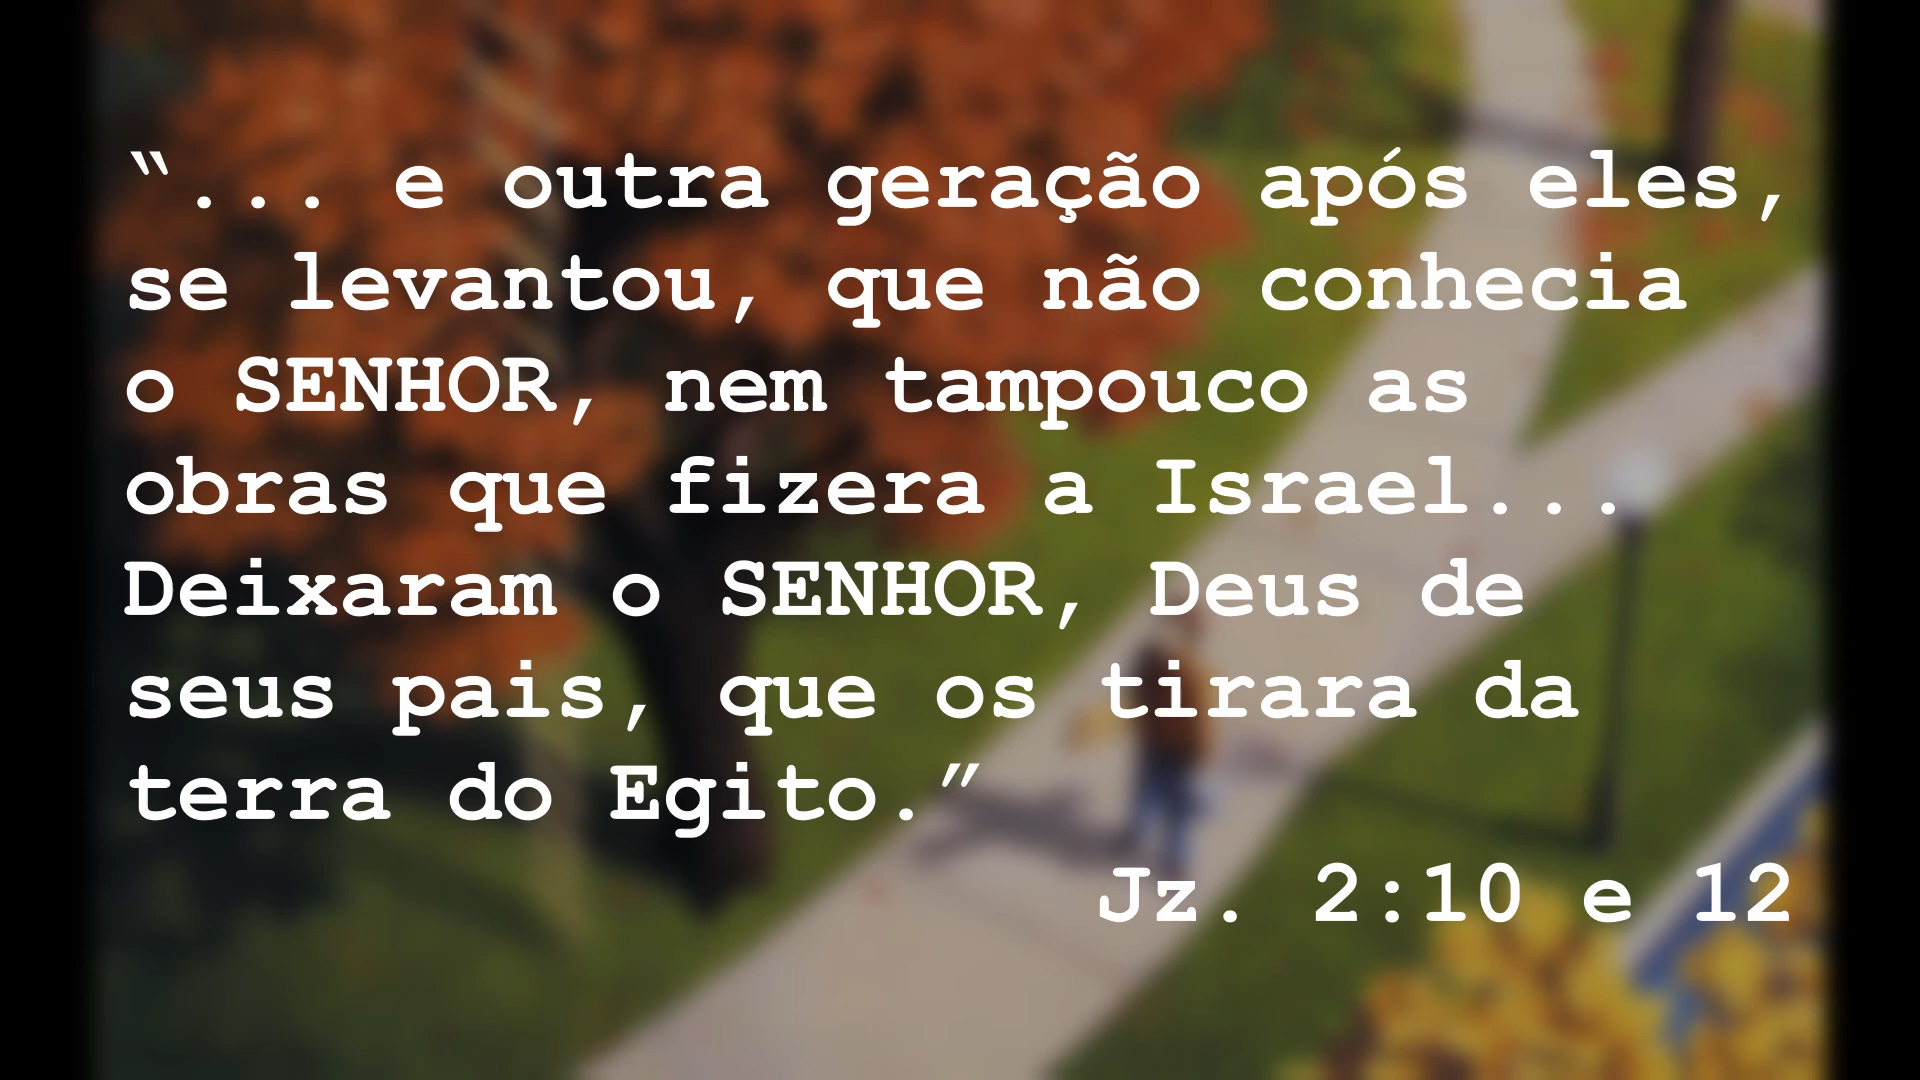 “... e outra geração após eles,
se levantou, que não conhecia
o SENHOR, nem tampouco as
obras que fizera a Israel...
Deixaram o SENHOR, Deus de
seus pais, que os tirara da
terra do Egito.”
Jz. 2:10 e 12